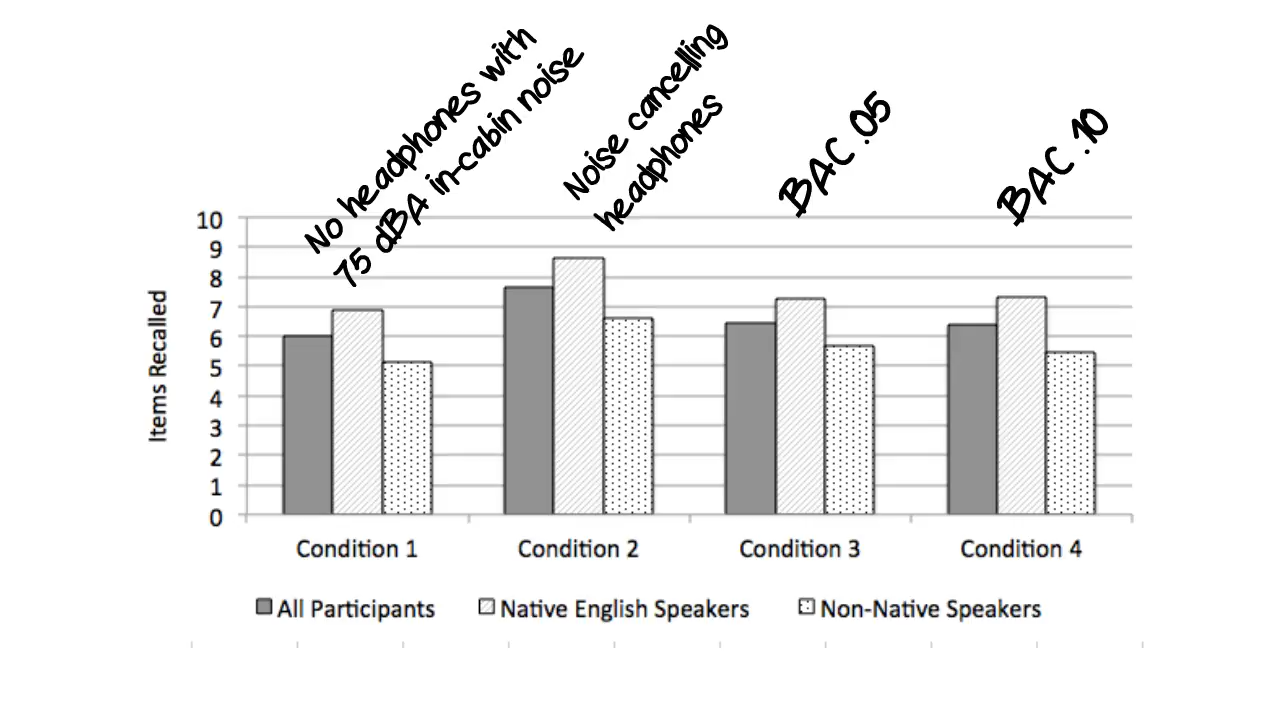 No headphones with
75 dBA in-cabin noise
Noise cancelling
headphones
BAC .05
BAC .10
10
9
8
7
6
5
4
3
2
1
0
Items Recalled
Condition 1
Condition 2
Condition 3
Condition 4
All Participants
Native English Speakers
Non-Native Speakers